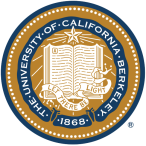 ·THE·UNIVERSITY·OF·CALIFORNIA·BERKELEY·
LET THERE BE
LIGHT
1868
®